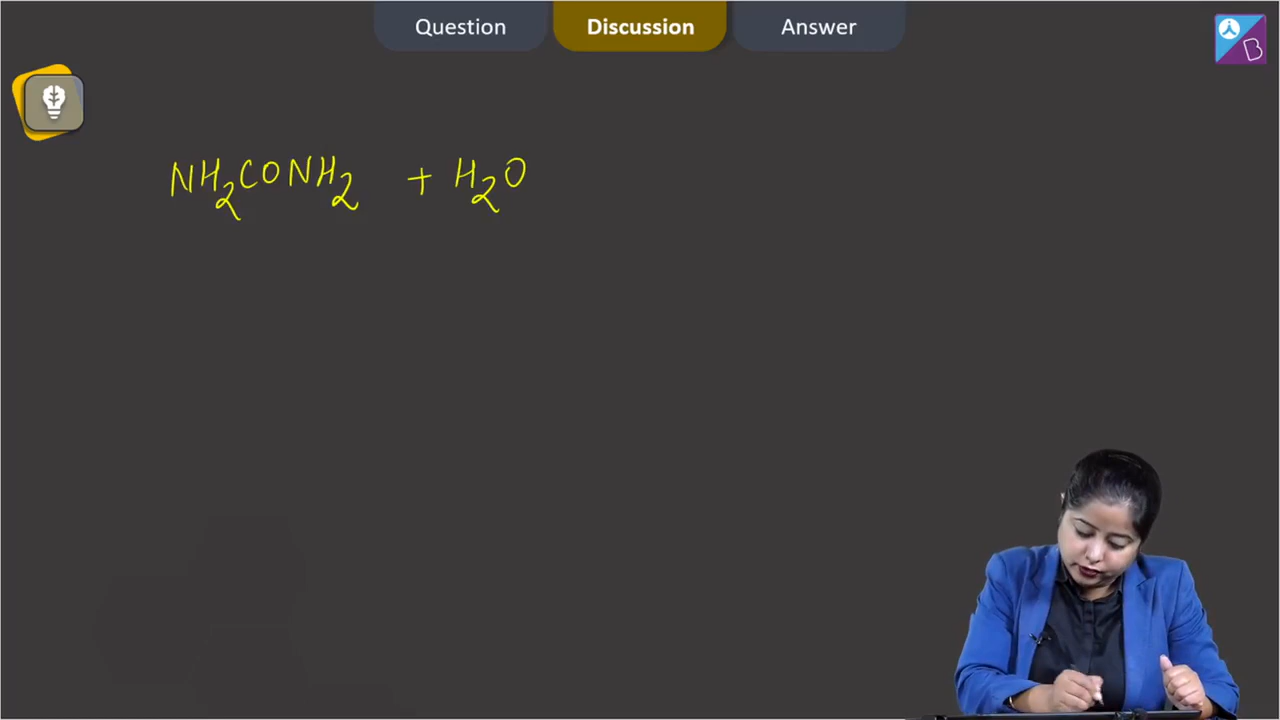 Question Discussion Answer
NH₂CONH₂ + H₂O
B